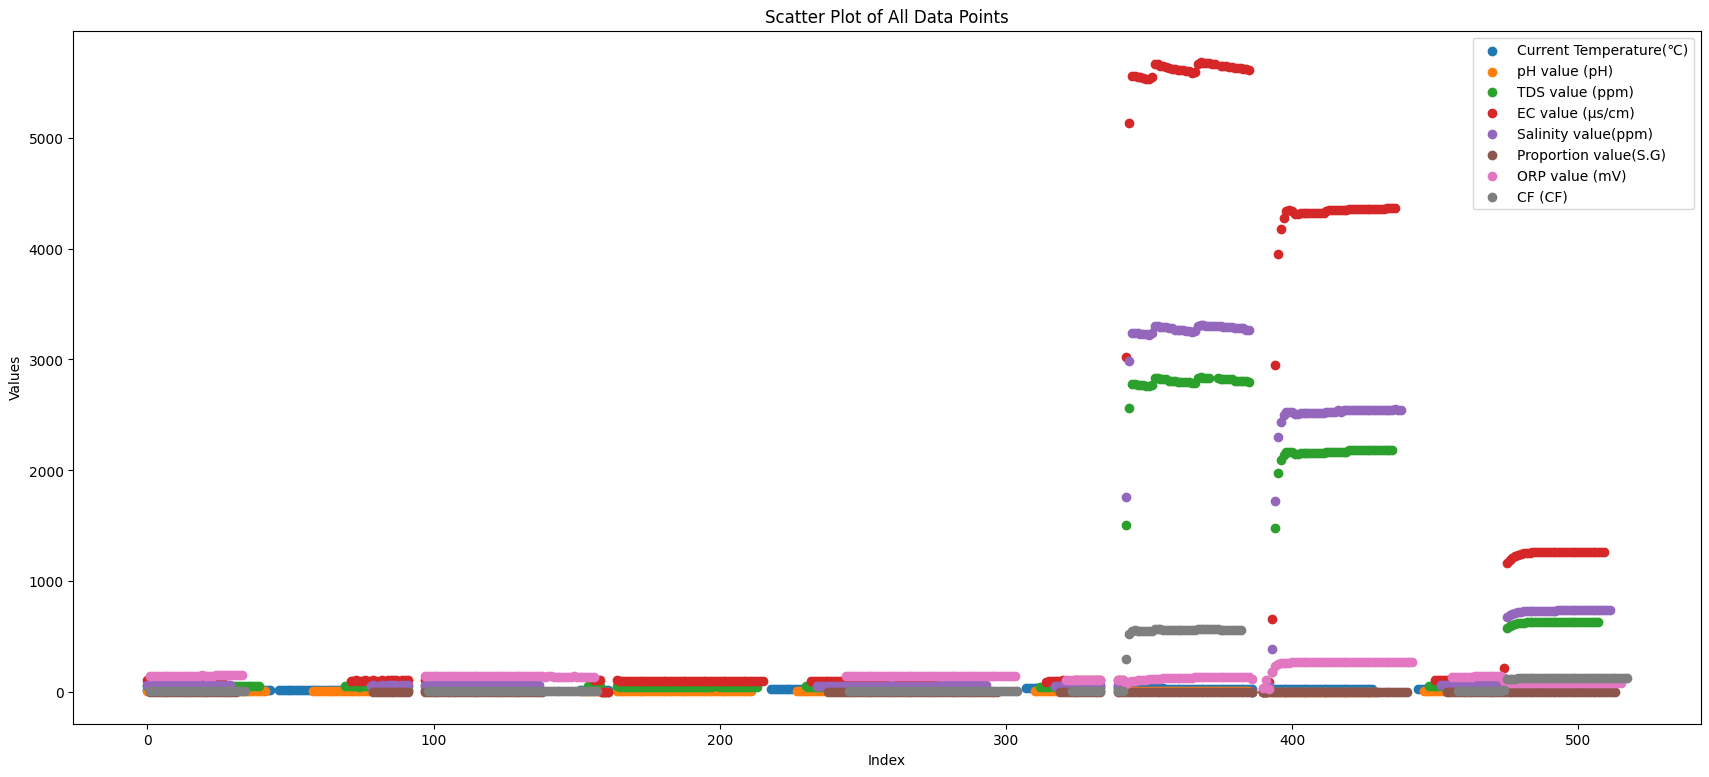 Scatter Plot of All Data Points
Current Temperature(℃)
pH value (pH)
TDS value (ppm)
EC value (μs/cm)
Salinity value(ppm)
Proportion value(S.G)
ORP value (mV)
CF (CF)
Values
5000
4000
3000
2000
1000
0
0 100 200 300 400 500
Index